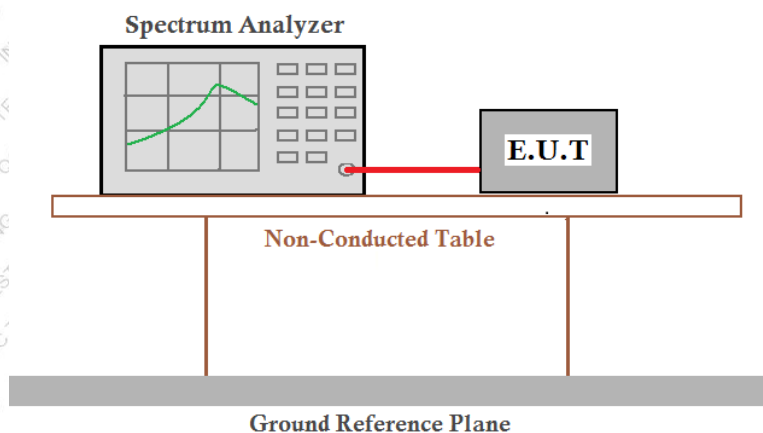 Spectrum Analyzer
E.U.T
Non-Conducted Table
Ground Reference Plane